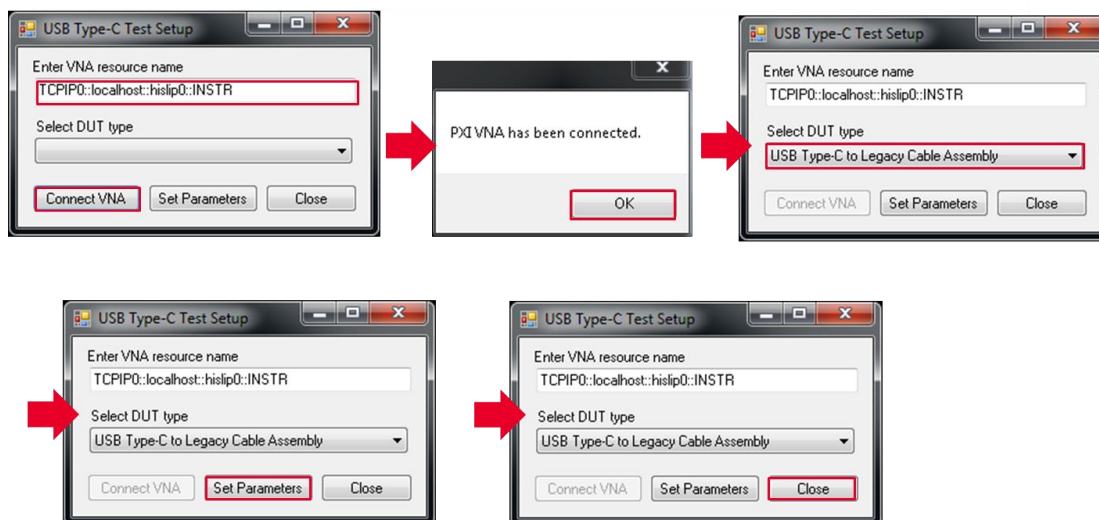 USB Type-C Test Setup
Enter VNA resource name
TCPIP0::localhost::hislip0::INSTR
Select DUT type
Connect VNA Set Parameters Close
PXI VNA has been connected.
OK
USB Type-C Test Setup
Enter VNA resource name
TCPIP0::localhost::hislip0::INSTR
Select DUT type
USB Type-C to Legacy Cable Assembly
Connect VNA Set Parameters Close
USB Type-C Test Setup
Enter VNA resource name
TCPIP0::localhost::hislip0::INSTR
Select DUT type
USB Type-C to Legacy Cable Assembly
Connect VNA Set Parameters Close
USB Type-C Test Setup
Enter VNA resource name
TCPIP0::localhost::hislip0::INSTR
Select DUT type
USB Type-C to Legacy Cable Assembly
Connect VNA Set Parameters Close